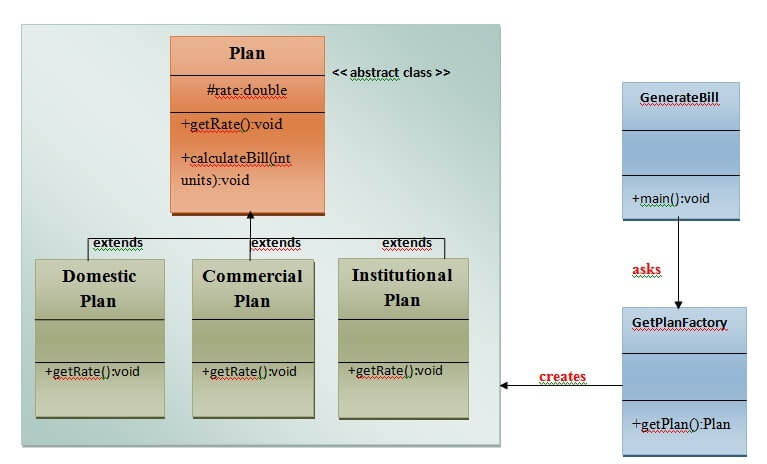 Plan
<< abstract class >>
#rate:double
+getRate():void
+calculateBill(int
units):void
extends
extends
extends
Domestic
Plan
+getRate():void
Commercial
Plan
+getRate():void
Institutional
Plan
+getRate():void
GenerateBill
+main():void
asks
GetPlanFactory
+getPlan():Plan
creates